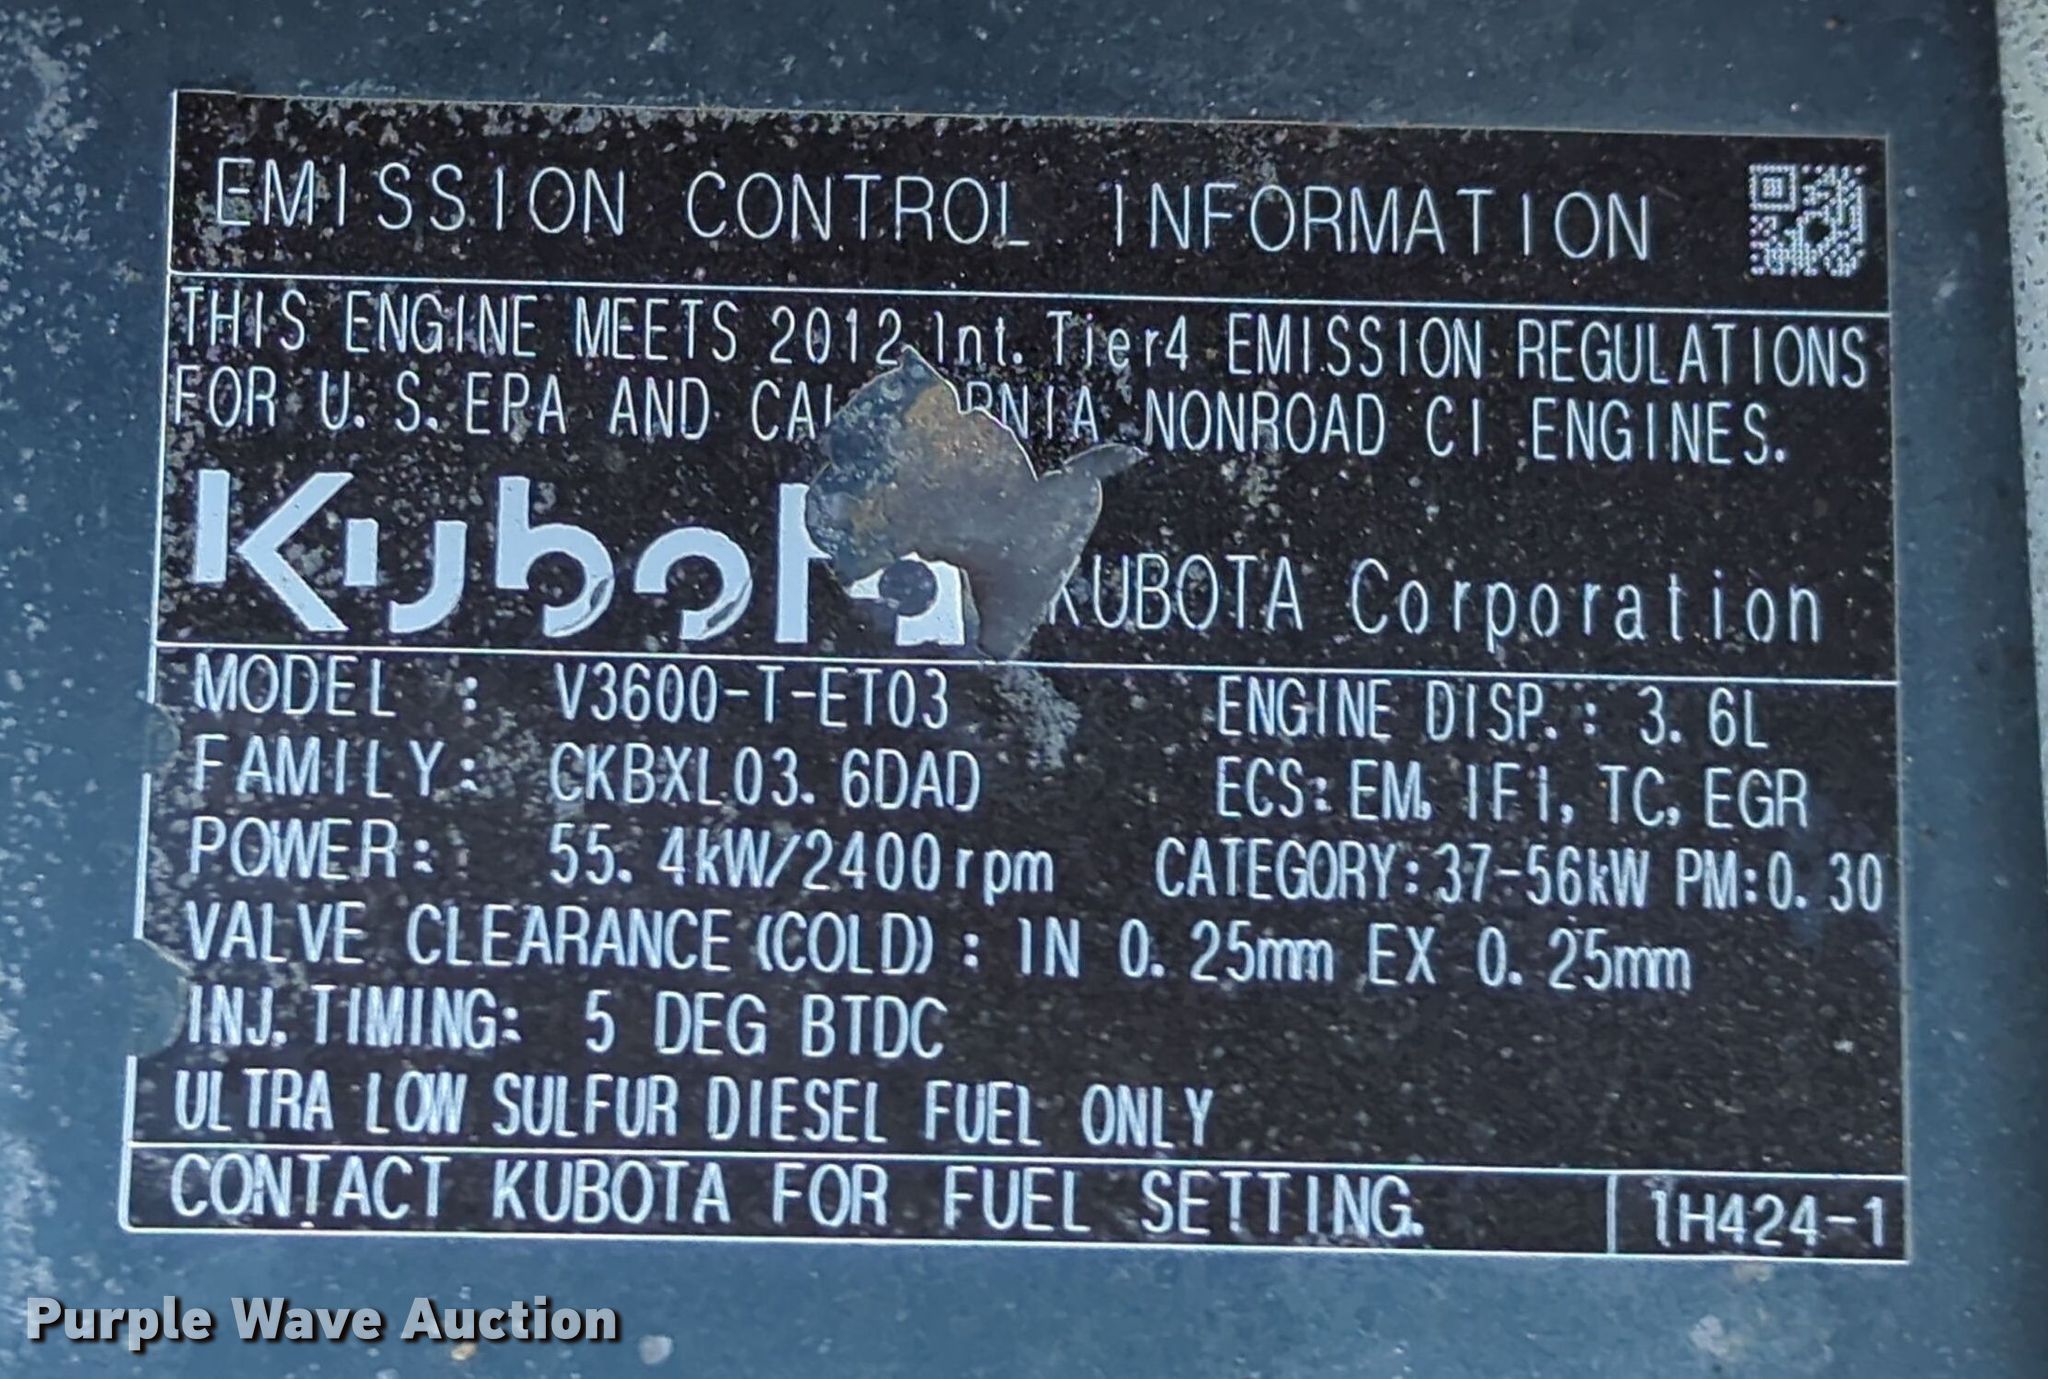 EMISSION CONTROL INFORMATION
THIS ENGINE MEETS 2012 Int. Tier4 EMISSION REGULATIONS
FOR U.S. EPA AND CAL RNIA NONROAD CI ENGINES.
Kubota KUBOTA Corporation
MODEL : V3600-T-ET03 ENGINE DISP. : 3.6L
FAMILY: CKBXL03.6DAD ECS: EM, IFI, TC, EGR
POWER: 55.4kW/2400rpm CATEGORY: 37-56kW PM:0.30
VALVE CLEARANCE (COLD) : IN 0.25mm EX 0.25mm
INJ. TIMING: 5 DEG BTDC
ULTRA LOW SULFUR DIESEL FUEL ONLY
CONTACT KUBOTA FOR FUEL SETTING. 1H424-1
Purple Wave Auction